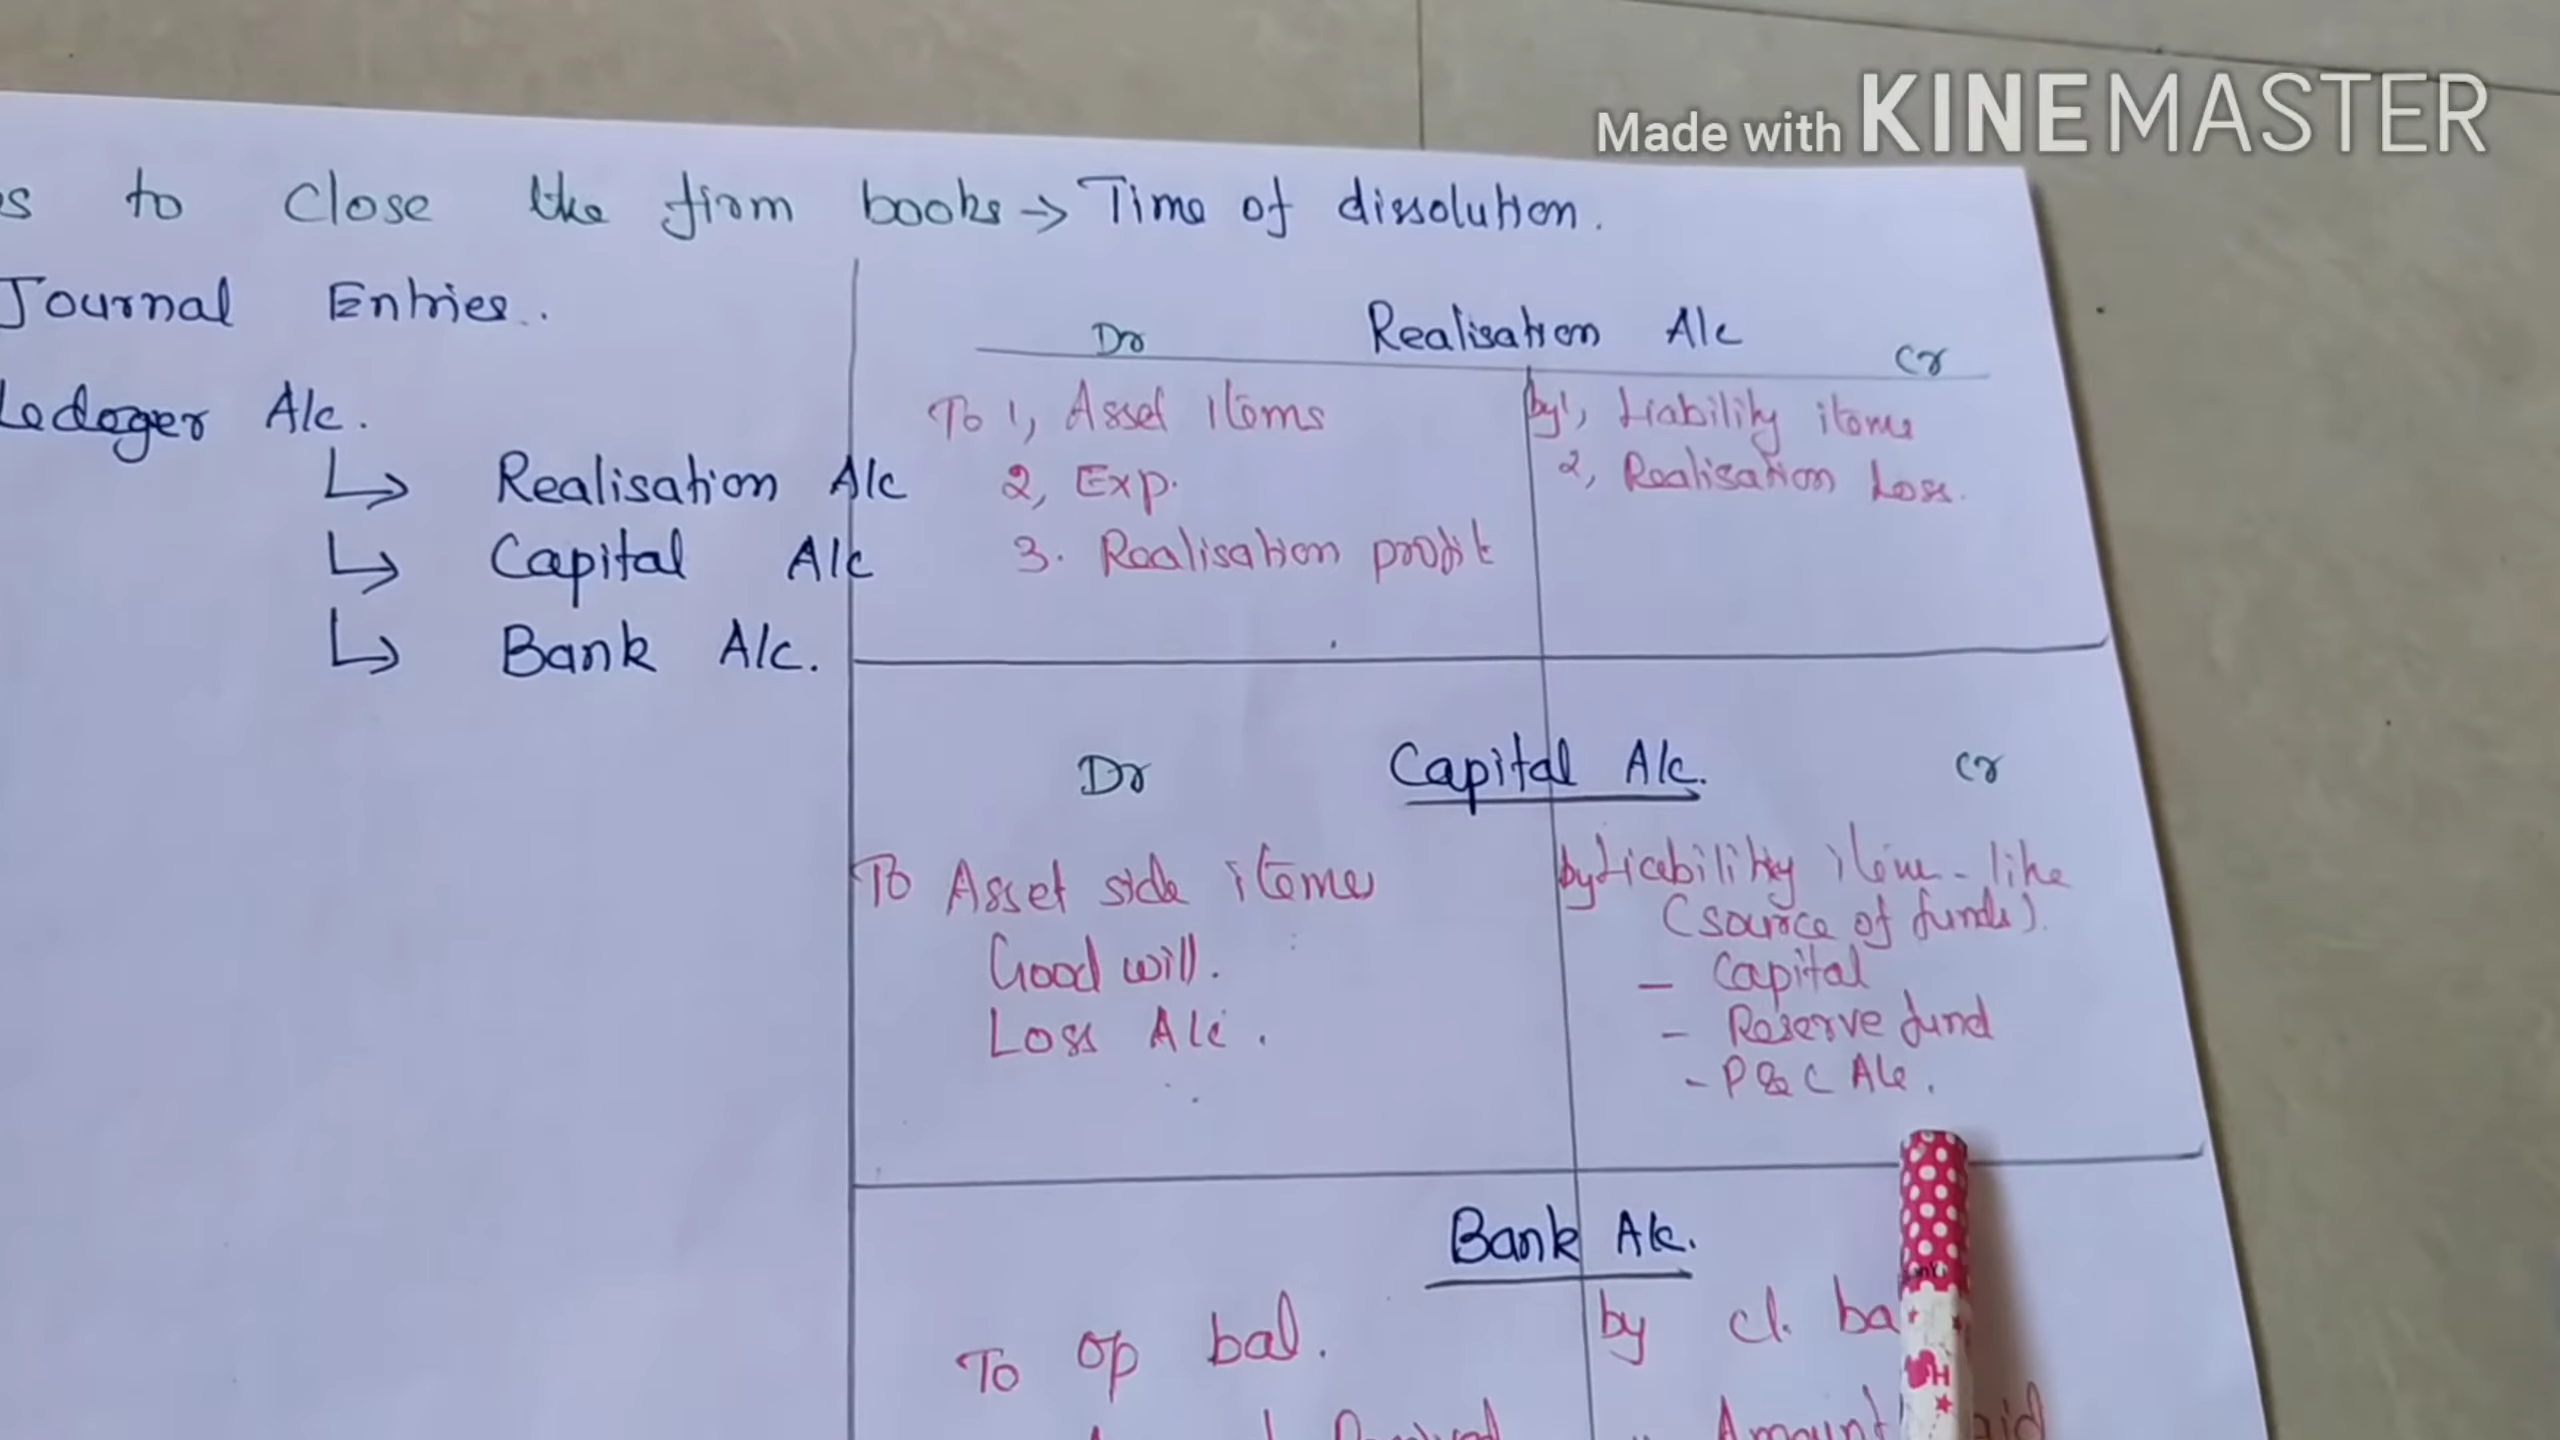 Made with KINEMASTER
s to close the firm books → Time of dissolution.
Journal Entries..
Ledoger A/c.
↳ Realisation A/c
↳ Capital A/c
↳ Bank A/c.
Dr Realisation A/c Cr
To 1, Asset items
2, Exp.
3. Realisation profit
by 1, Liability items
2, Realisation Loss.
Dr Capital A/c. Cr
To Asset side items
Good will.
Loss A/c.
by Liability item - like
(source of funds).
- Capital
- Reserve fund
- P & L A/c.
Bank A/c.
To op bal.
by cl. ba
Amount